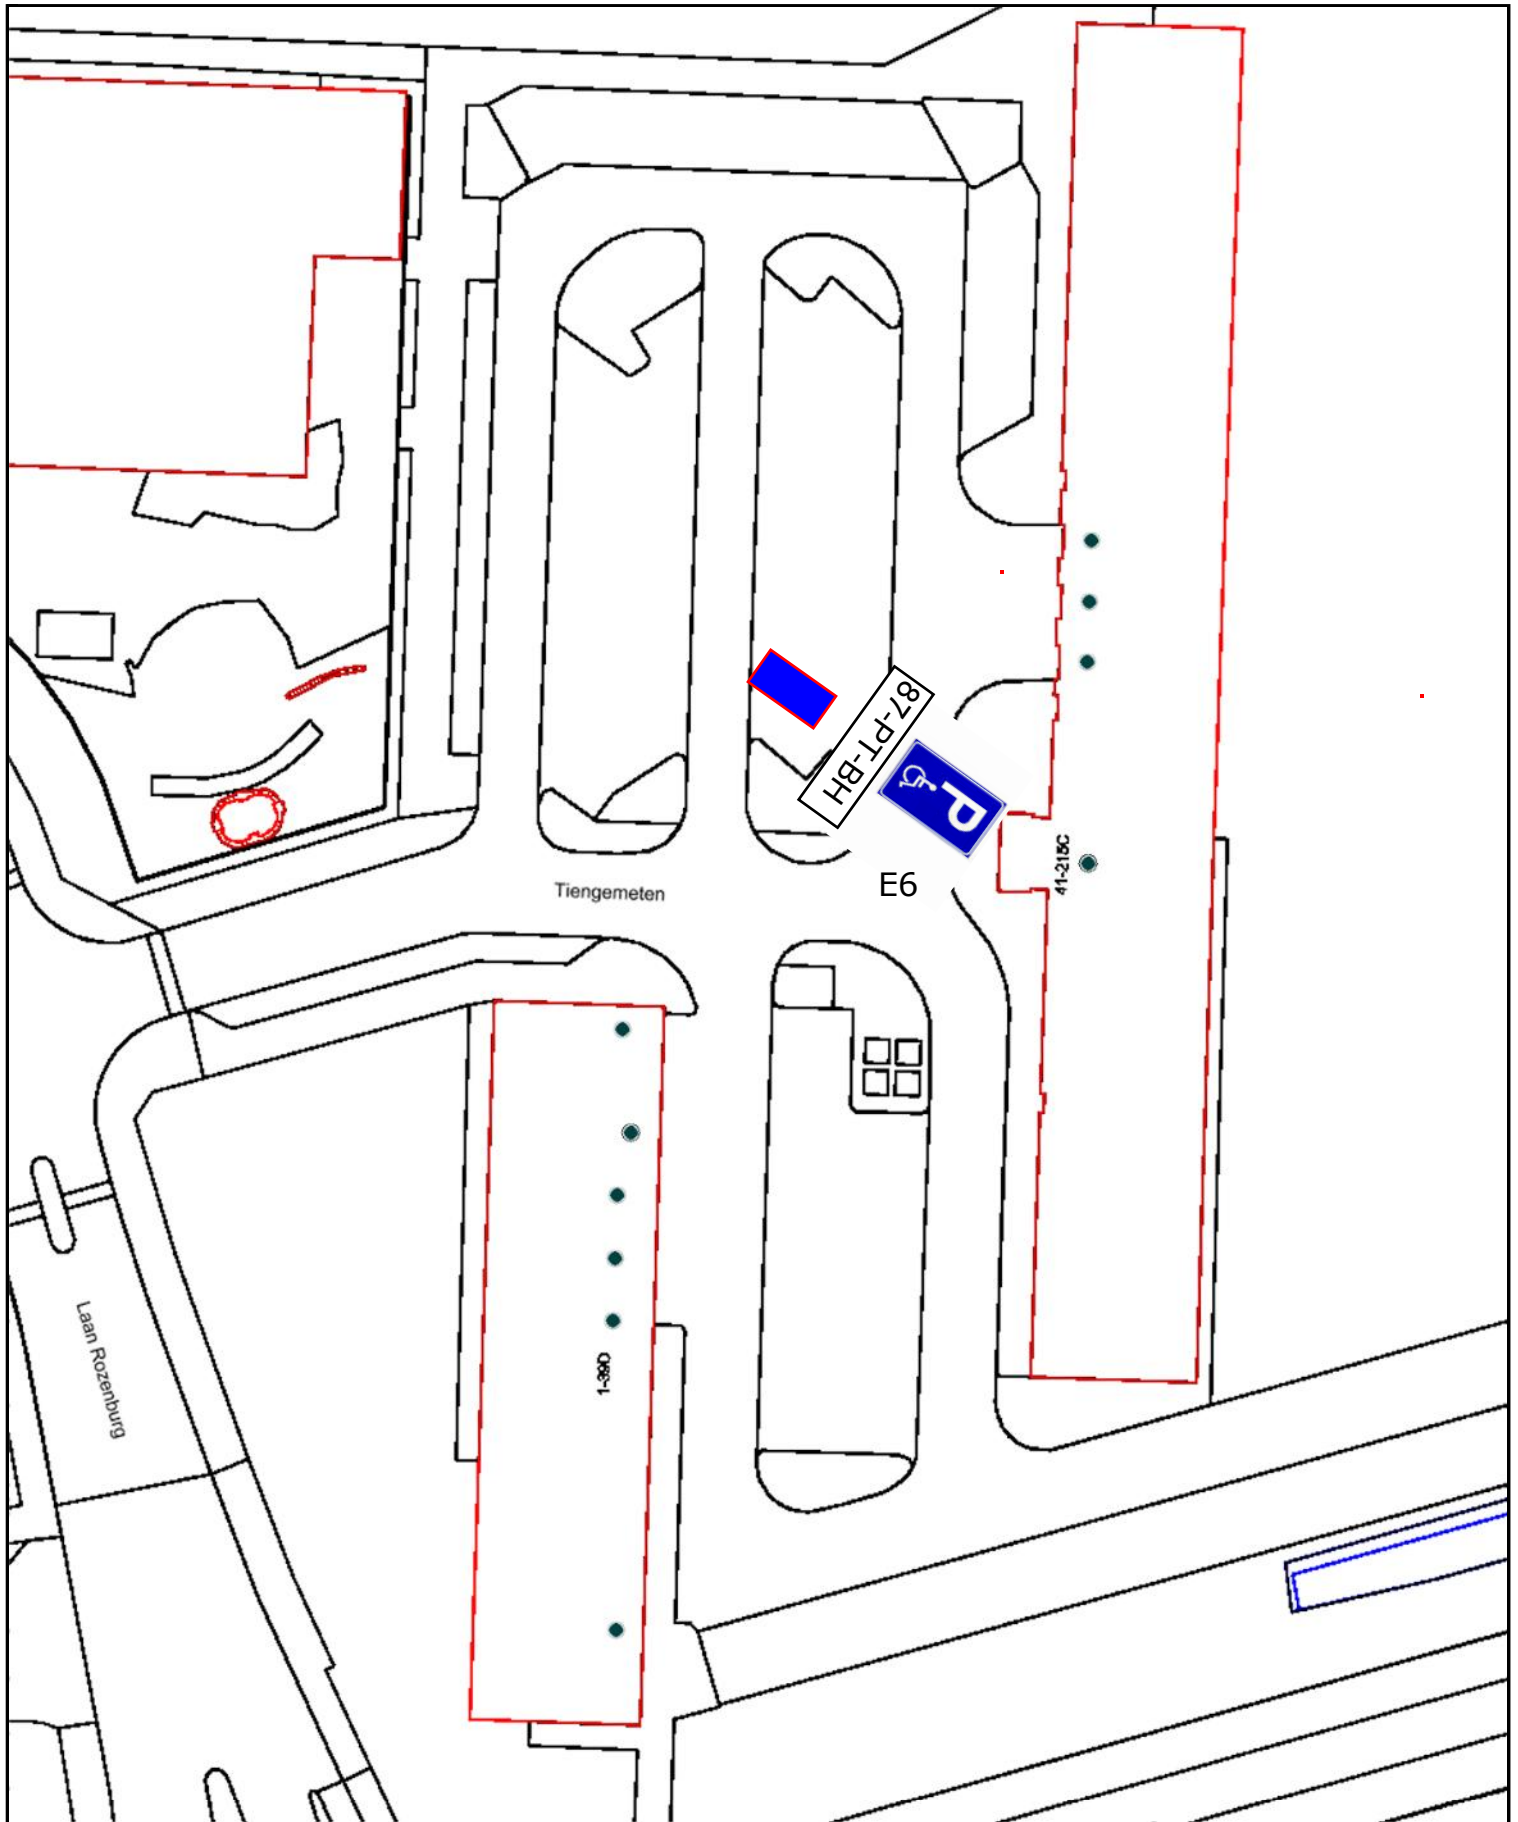 87-PT-BH
P
41-215C
E6
Tiengemeten
1-39D
Laan Rozenburg